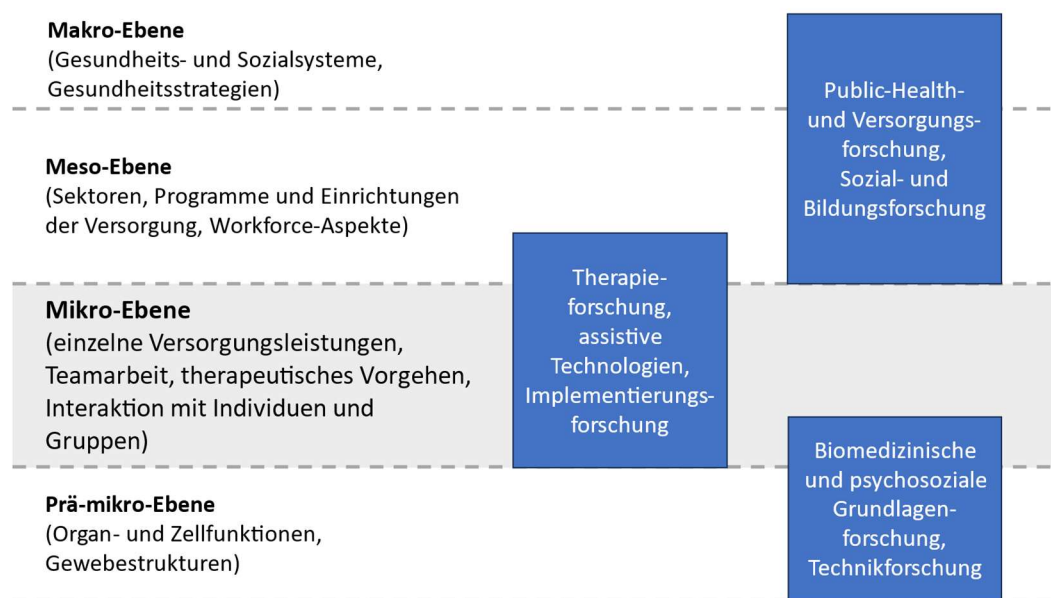 Makro-Ebene
(Gesundheits- und Sozialsysteme,
Gesundheitsstrategien)
Meso-Ebene
(Sektoren, Programme und Einrichtungen
der Versorgung, Workforce-Aspekte)
Mikro-Ebene
(einzelne Versorgungsleistungen,
Teamarbeit, therapeutisches Vorgehen,
Interaktion mit Individuen und
Gruppen)
Prä-mikro-Ebene
(Organ- und Zellfunktionen,
Gewebestrukturen)
Therapie-
forschung,
assistive
Technologien,
Implementierungs-
forschung
Public-Health-
und Versorgungs-
forschung,
Sozial- und
Bildungsforschung
Biomedizinische
und psychosoziale
Grundlagen-
forschung,
Technikforschung